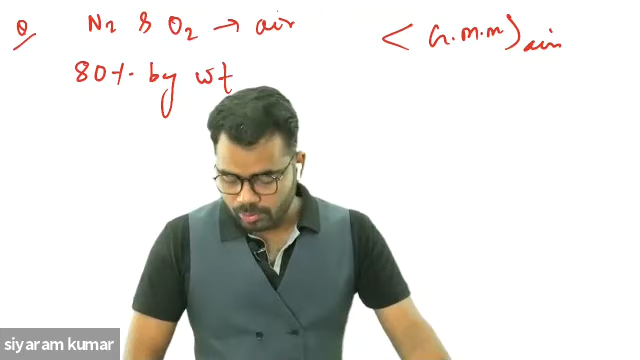 Q N2 & O2 → air
< G.M.M >air
80% by wt
siyaram kumar